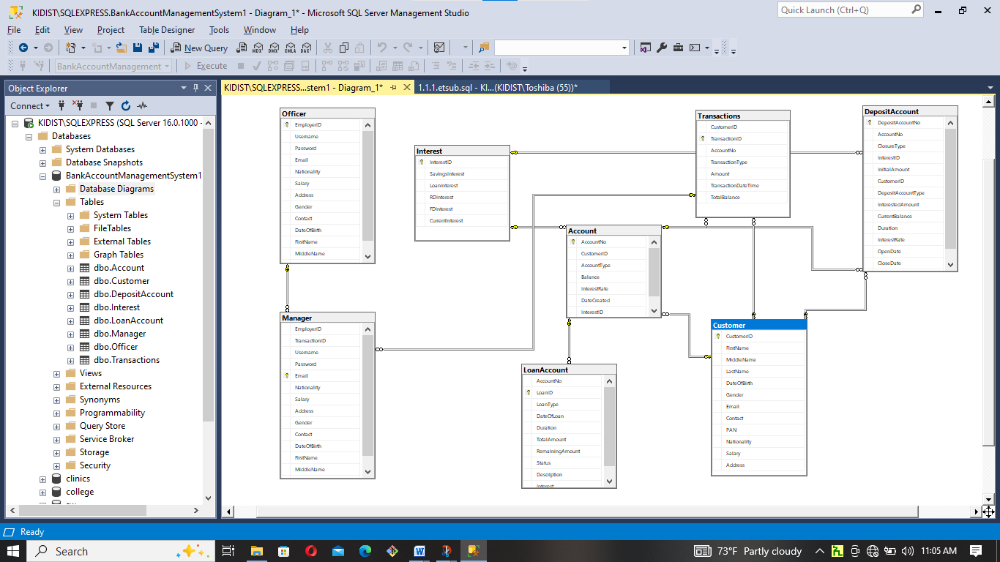 KIDIST\SQLEXPRESS.BankAccountManagementSystem1 - Diagram_1* - Microsoft SQL Server Management Studio
Quick Launch (Ctrl+Q)
File Edit View Project Table Designer Tools Window Help
New Query MDX DMX XMLA DAX
BankAccountManagement Execute
Object Explorer
Connect
KIDIST\SQLEXPRESS (SQL Server 16.0.1000 -
Databases
System Databases
Database Snapshots
BankAccountManagementSystem1
Database Diagrams
Tables
System Tables
FileTables
External Tables
Graph Tables
dbo.Account
dbo.Customer
dbo.DepositAccount
dbo.Interest
dbo.LoanAccount
dbo.Manager
dbo.Officer
dbo.Transactions
Views
External Resources
Synonyms
Programmability
Query Store
Service Broker
Storage
Security
clinics
college
KIDIST\SQLEXPRESS...stem1 - Diagram_1*
1.1.1.etsub.sql - KI...(KIDIST\Toshiba (55))*
Officer
EmployerID
Username
Password
Email
Nationality
Salary
Address
Gender
Contact
DateOfBirth
FirstName
MiddleName
Interest
InterestID
SavingsInterest
LoanInterest
RDInterest
FDInterest
CurrentInterest
Transactions
CustomerID
TransactionID
AccountNo
TransactionType
Amount
TransactionDateTime
TotalBalance
DepositAccount
DepositAccountNo
AccountNo
ClosureType
InterestID
InitialAmount
CustomerID
DepositAccountType
InterestedAmount
CurrentBalance
Duration
InterestRate
OpenDate
CloseDate
Account
AccountNo
CustomerID
AccountType
Balance
InterestRate
DateCreated
InterestID
Manager
EmployerID
TransactionID
Username
Password
Email
Nationality
Salary
Address
Gender
Contact
DateOfBirth
FirstName
MiddleName
LoanAccount
AccountNo
LoanID
LoanType
DateOfLoan
Duration
TotalAmount
RemainingAmount
Status
Description
Interest
Customer
CustomerID
FirstName
MiddleName
LastName
DateOfBirth
Gender
Email
Contact
PAN
Nationality
Salary
Address
Ready
Search
73°F Partly cloudy
11:05 AM